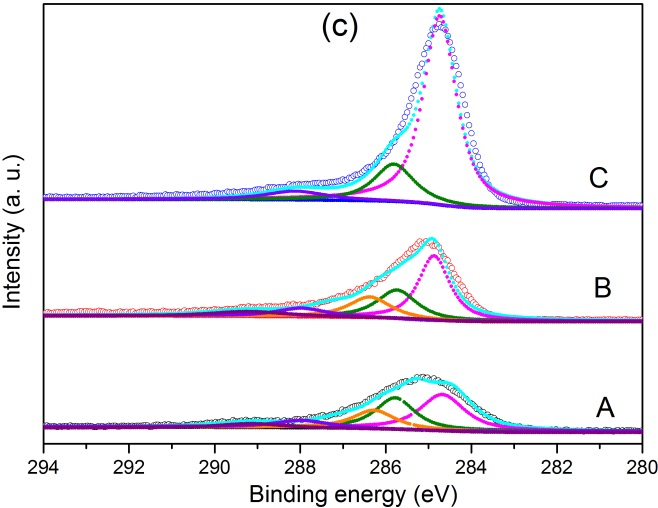 (c)
Intensity (a. u.)
C
B
A
294 292 290 288 286 284 282 280
Binding energy (eV)